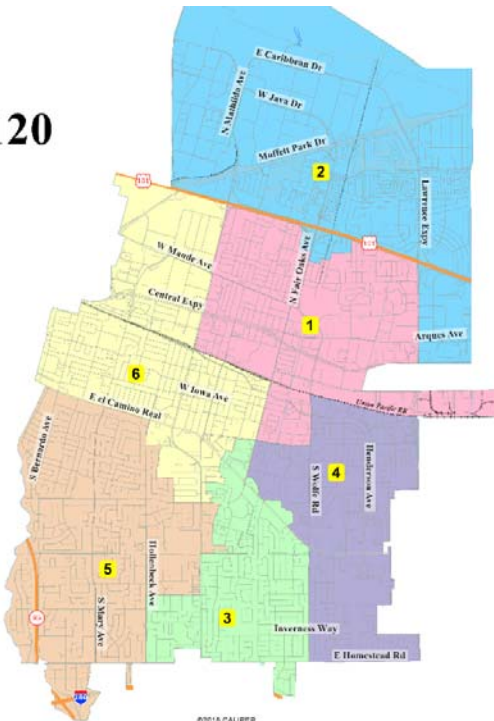 120
E Caribbean Dr
N Mathilda Ave
W Java Dr
Moffett Park Dr
2
Lawrence Expy
101
101
W Maude Ave
N Fair Oaks Ave
Central Expy
1
Arques Ave
6
W Iowa Ave
Union Pacific RR
E el Camino Real
S Bernardo Ave
4
Henderson Ave
S Wolfe Rd
Hollenbeck Ave
5
S Mary Ave
3
Inverness Way
E Homestead Rd
280
CALIPER